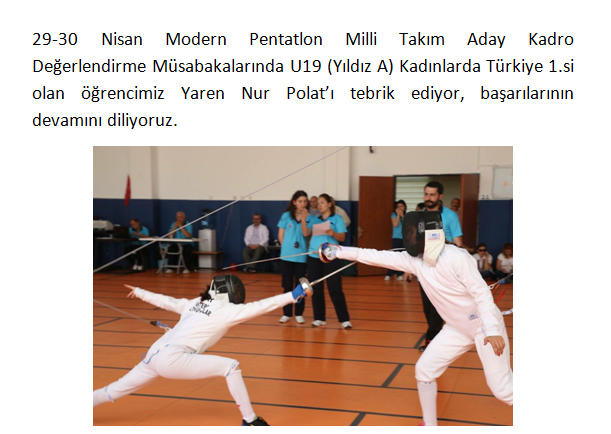 29-30 Nisan Modern Pentatlon Milli Takım Aday Kadro
Değerlendirme Müsabakalarında U19 (Yıldız A) Kadınlarda Türkiye 1.si
olan öğrencimiz Yaren Nur Polat’ı tebrik ediyor, başarılarının
devamını diliyoruz.